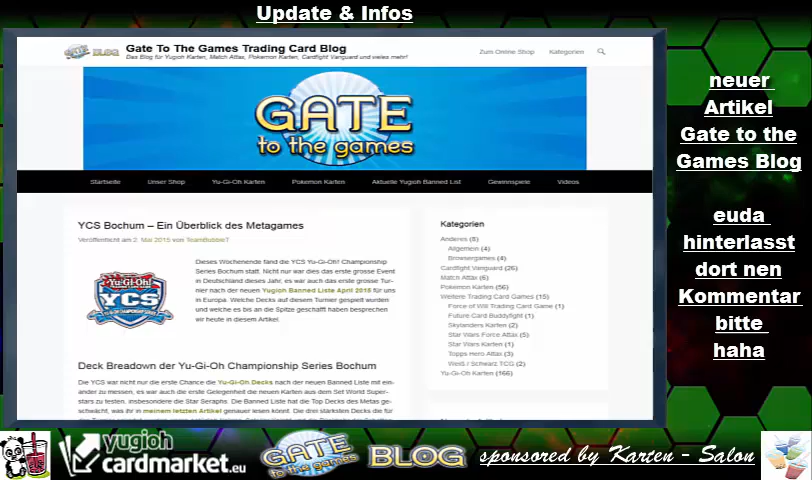 Update & Infos
BLOG
Gate To The Games Trading Card Blog
Das Blog für Yugioh Karten, Match Attax, Pokemon Karten, Cardfight Vanguard und vieles mehr!
Zum Online Shop
Kategorien
GATE
to the games
Startseite
Unser Shop
Yu-Gi-Oh Karten
Pokemon Karten
Aktuelle Yugioh Banned List
Gewinnspiele
Videos
YCS Bochum – Ein Überblick des Metagames
Veröffentlicht am 2. Mai 2015 von TeamBubble7
Yu-Gi-Oh!
YCS
Dieses Wochenende fand die YCS Yu-Gi-Oh! Championship
Series Bochum statt. Nicht nur war dies das erste grosse Event
in Deutschland dieses Jahr, es war auch das erste grosse Tur-
nier nach der neuen Yugioh Banned Liste April 2015 für uns
in Europa. Welche Decks auf diesem Turnier gespielt wurden
und welche es bis an die Spitze geschafft haben besprechen
wir heute in diesem Artikel.
Deck Breadown der Yu-Gi-Oh Championship Series Bochum
Die YCS war nicht nur die erste Chance die Yu-Gi-Oh Decks nach der neuen Banned Liste mit ein-
ander zu messen, es war auch die erste Gelegenheit die neuen Karten aus dem Set World Super-
stars zu testen, insbesondere die Star Seraphs. Die Banned Liste hat die Top Decks des Metas ge-
schwächt, was ihr in meinem letzten Artikel genauer lesen könnt. Die drei stärksten Decks die für
Kategorien
Anderes (8)
Allgemein (4)
Browsergames (4)
Cardfight Vanguard (26)
Match Attax (6)
Pokemon Karten (56)
Weitere Trading Card Games (15)
Force of Will Trading Card Game (1)
Future Card Buddyfight (1)
Skylanders Karten (2)
Star Wars Force Attax (5)
Star Wars Karten (1)
Topps Hero Attax (3)
Weiß / Schwarz TCG (2)
Yu-Gi-Oh Karten (166)
neuer
Artikel
Gate to the
Games Blog
euda
hinterlasst
dort nen
Kommentar
bitte
haha
yugioh
cardmarket.eu
GATE
to the games
BLOG
sponsored by Karten - Salon